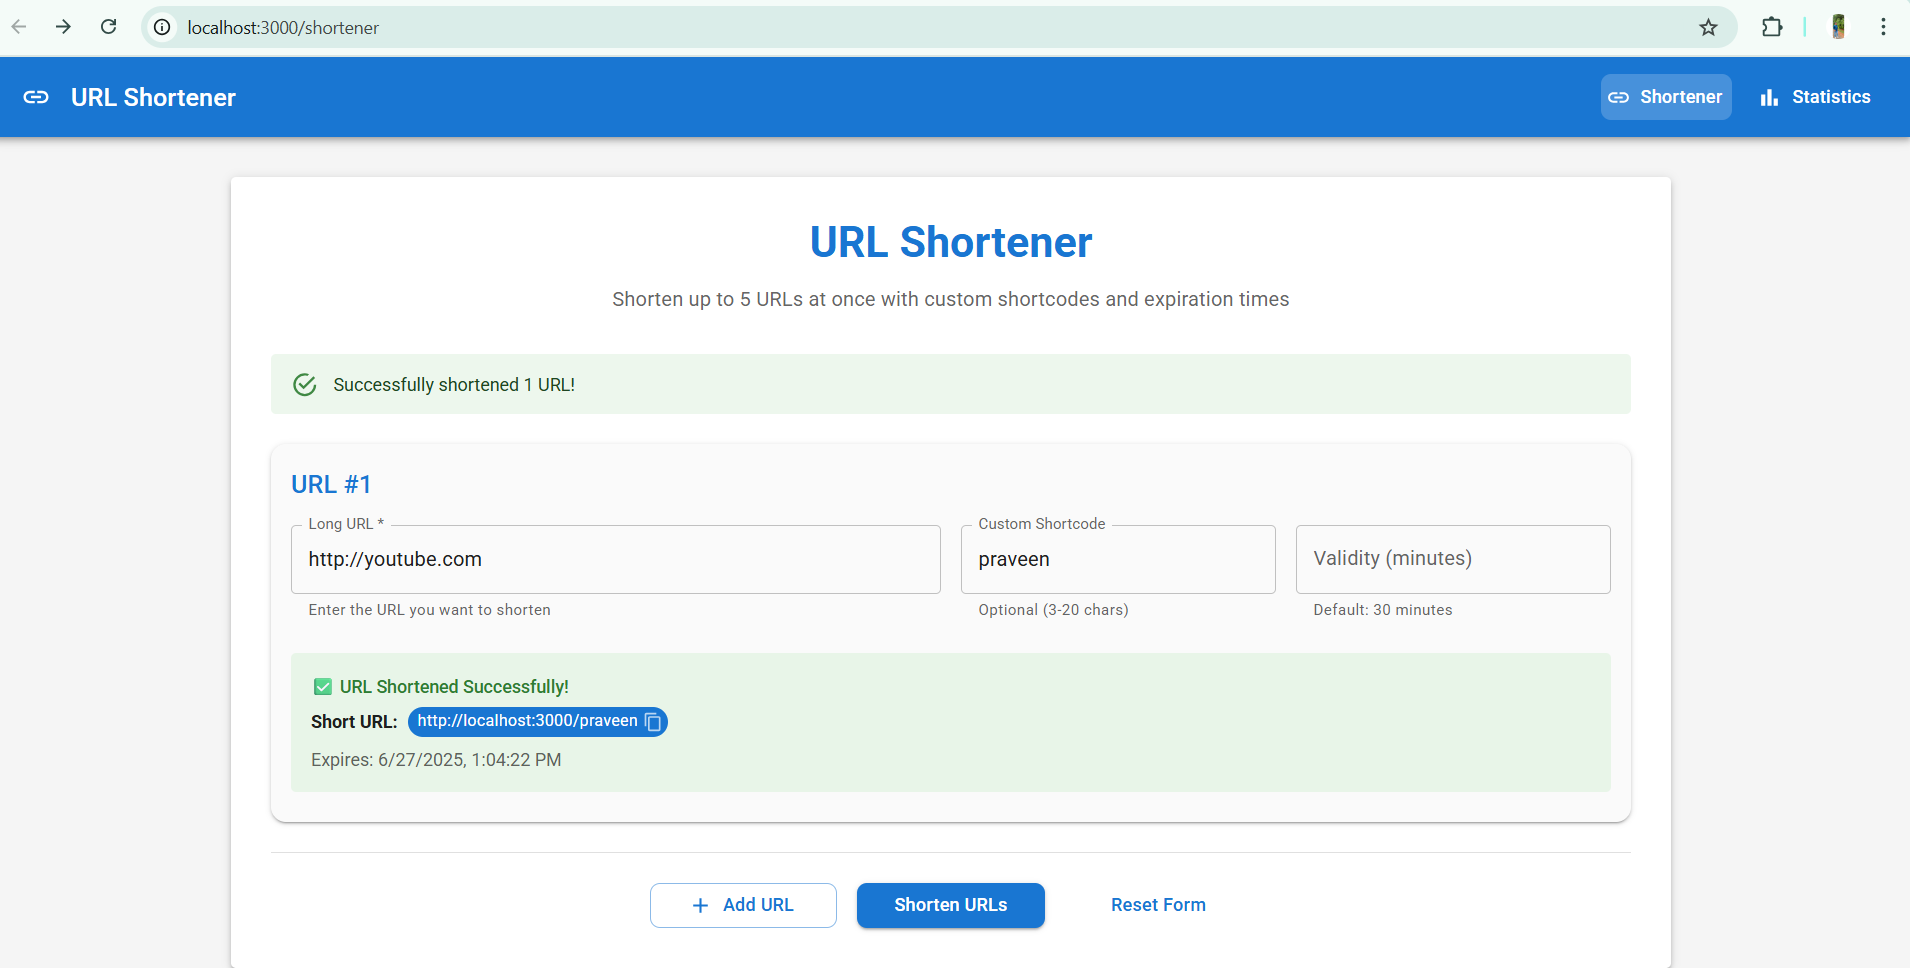 localhost:3000/shortener
URL Shortener
Shortener
Statistics
URL Shortener
Shorten up to 5 URLs at once with custom shortcodes and expiration times
Successfully shortened 1 URL!
URL #1
Long URL *
http://youtube.com
Enter the URL you want to shorten
Custom Shortcode
praveen
Optional (3-20 chars)
Validity (minutes)
Default: 30 minutes
✅ URL Shortened Successfully!
Short URL: http://localhost:3000/praveen
Expires: 6/27/2025, 1:04:22 PM
+ Add URL
Shorten URLs
Reset Form